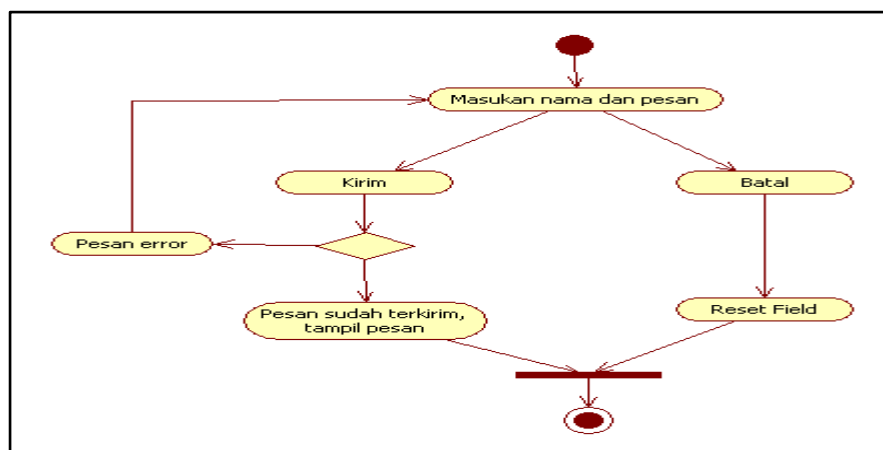 Masukan nama dan pesan
Kirim
Batal
Pesan error
Pesan sudah terkirim,
tampil pesan
Reset Field